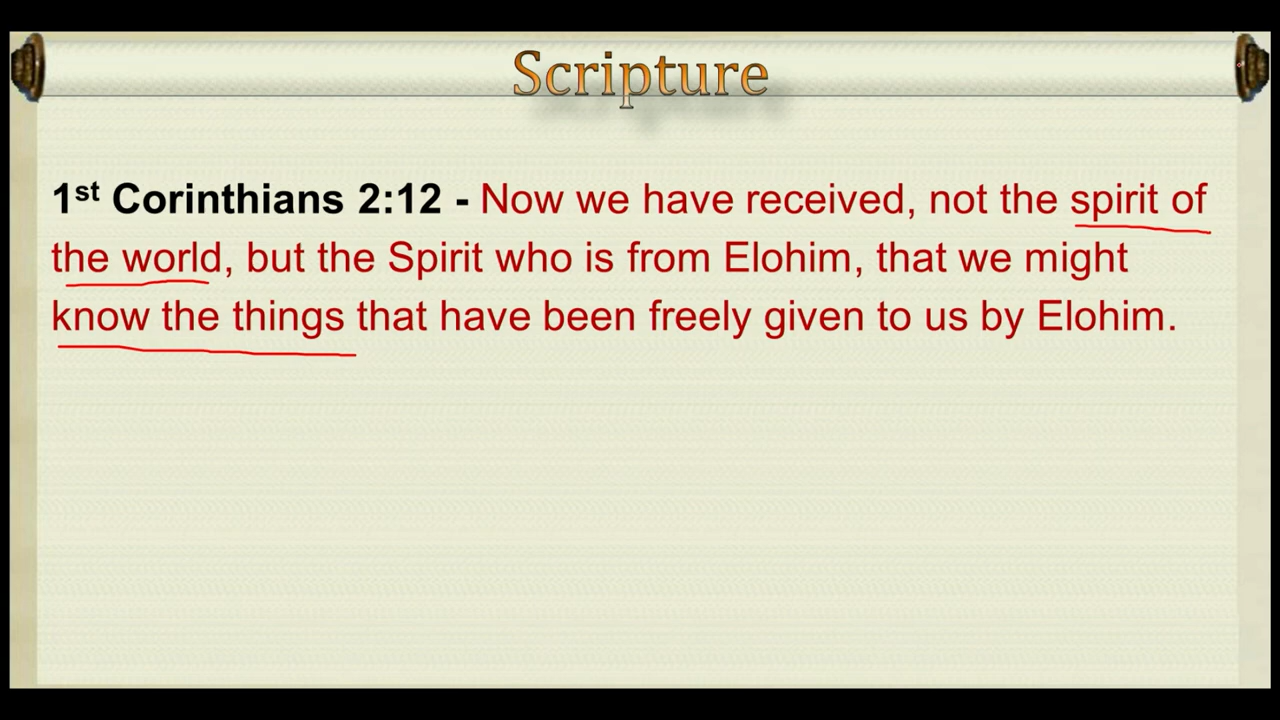 Scripture
1st Corinthians 2:12 - Now we have received, not the spirit of
the world, but the Spirit who is from Elohim, that we might
know the things that have been freely given to us by Elohim.